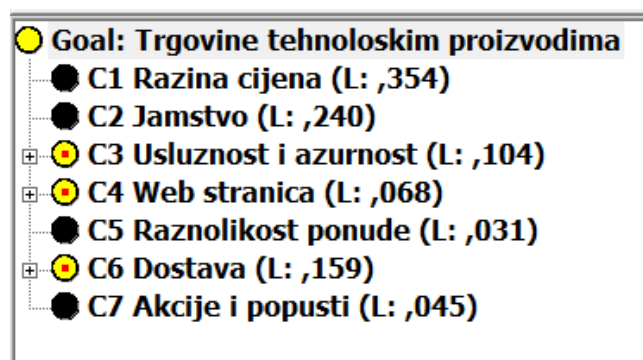 Goal: Trgovine tehnoloskim proizvodima
C1 Razina cijena (L: ,354)
C2 Jamstvo (L: ,240)
C3 Usluznost i azurnost (L: ,104)
C4 Web stranica (L: ,068)
C5 Raznolikost ponude (L: ,031)
C6 Dostava (L: ,159)
C7 Akcije i popusti (L: ,045)